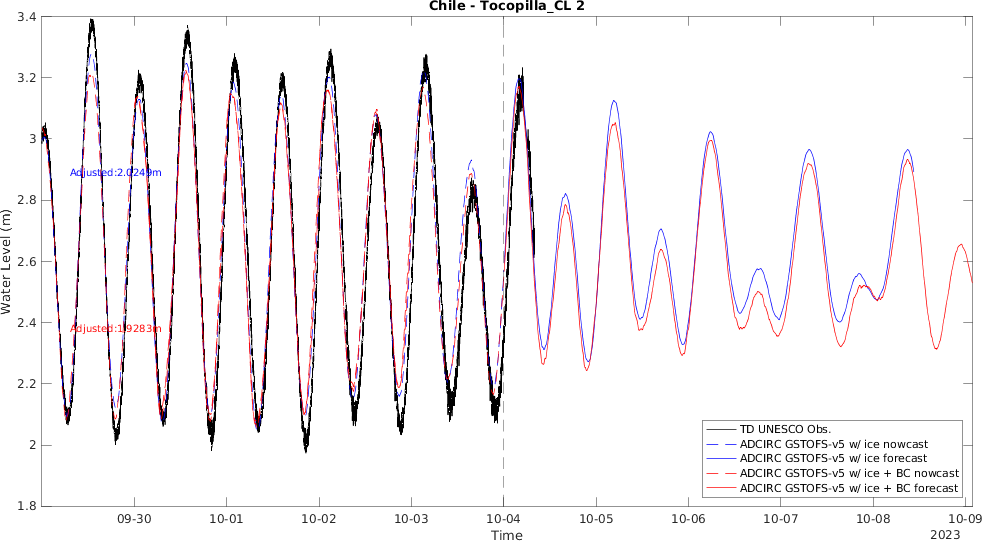 Chile - Tocopilla_CL 2
3.4
3.2
3
2.8
2.6
2.4
2.2
2
1.8
Water Level (m)
Adjusted:2.0249m
Adjusted:1.9283m
TD UNESCO Obs.
ADCIRC GSTOFS-v5 w/ ice nowcast
ADCIRC GSTOFS-v5 w/ ice forecast
ADCIRC GSTOFS-v5 w/ ice + BC nowcast
ADCIRC GSTOFS-v5 w/ ice + BC forecast
09-30 10-01 10-02 10-03 10-04 10-05 10-06 10-07 10-08 10-09
Time
2023